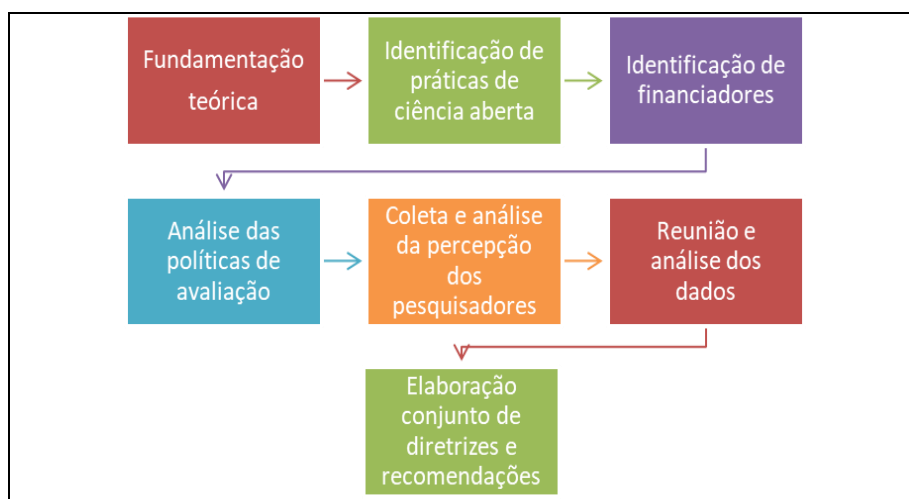 Fundamentação
teórica
Identificação de
práticas de
ciência aberta
Identificação de
financiadores
Análise das
políticas de
avaliação
Coleta e análise
da percepção
dos
pesquisadores
Reunião e
análise dos
dados
Elaboração
conjunto de
diretrizes e
recomendações